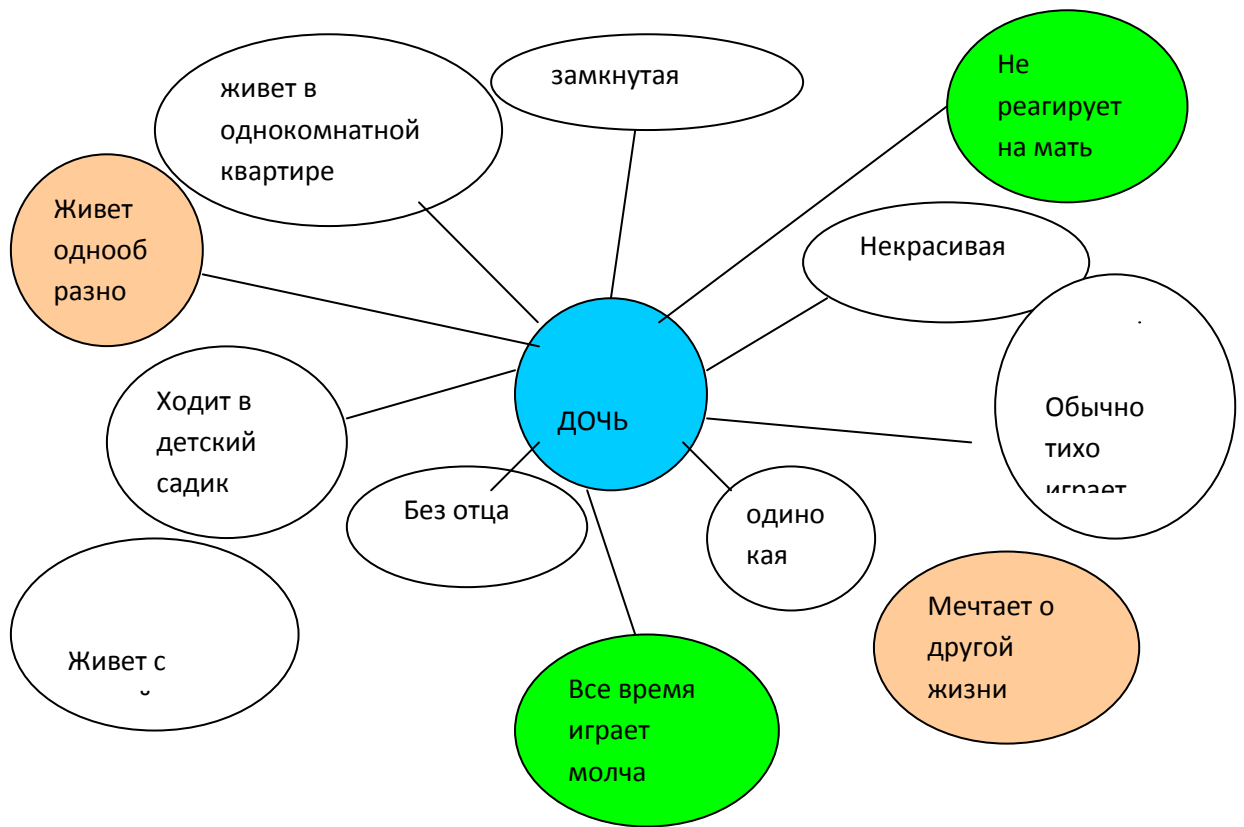 замкнутая
Не
реагирует
на мать
живет в
однокомнатной
квартире
Живет
однооб
разно
Некрасивая
Ходит в
детский
садик
ДОЧЬ
Обычно
тихо
играет
Без отца
одино
кая
Живет с
Мечтает о
другой
жизни
Все время
играет
молча